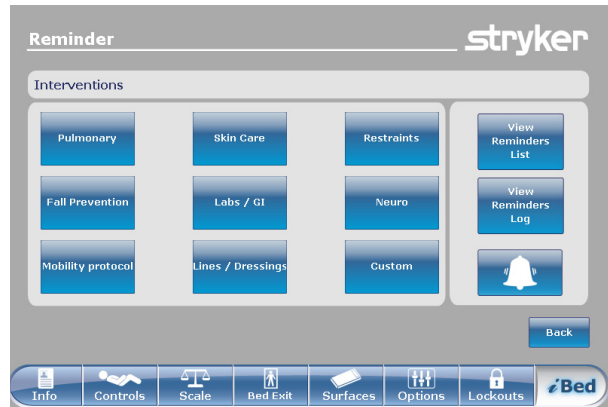 Reminder
stryker
Interventions
Pulmonary
Skin Care
Restraints
View
Reminders
List
Fall Prevention
Labs / GI
Neuro
View
Reminders
Log
Mobility protocol
Lines / Dressings
Custom
Back
Info
Controls
Scale
Bed Exit
Surfaces
Options
Lockouts
iBed